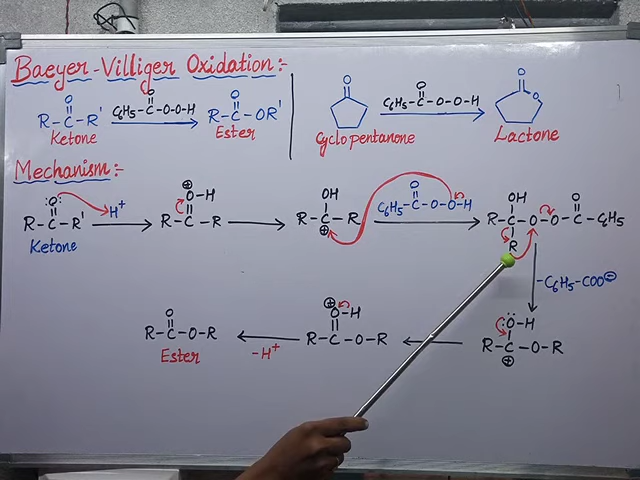 Baeyer-Villiger Oxidation:-
O O O
R-C-R' C6H5-C-O-O-H R-C-OR'
Ketone Ester
O O O
C6H5-C-O-O-H O
Cyclopentanone Lactone
Mechanism:-
:O: H+ ⊕ OH O OH O
R-C-R' O-H R-C-R C6H5-C-O-O-H R-C-O-O-C-C6H5
Ketone R-C-R ⊕ R
-C6H5-COO⊖
O ⊕ O-H :O-H
R-C-O-R R-C-O-R R-C-O-R
Ester -H+ ⊕